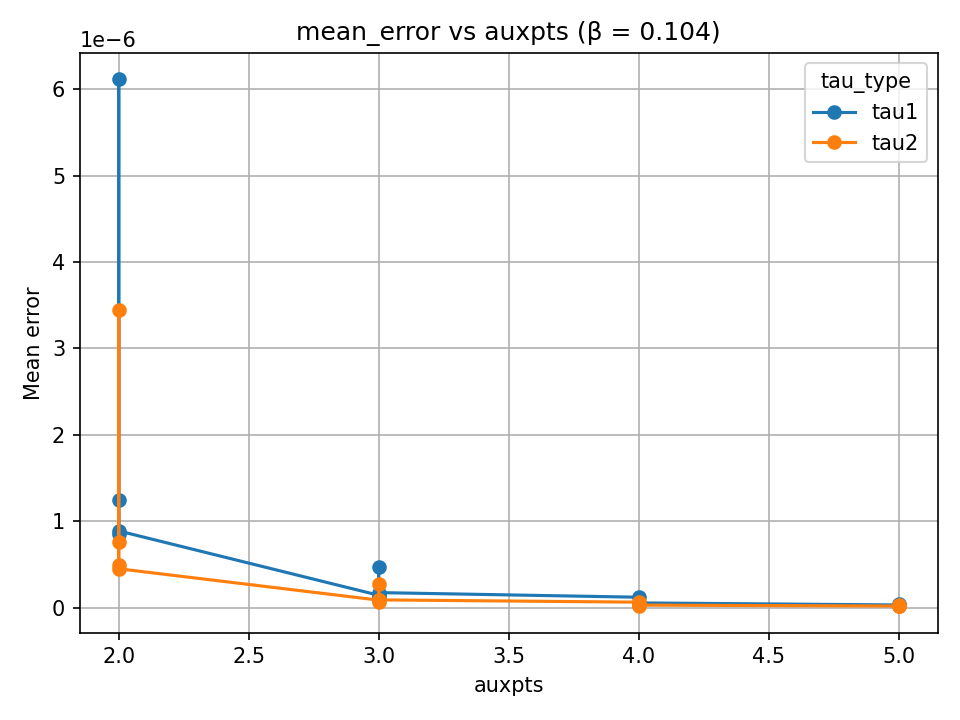 mean_error vs auxpts (β = 0.104)
1e−6
tau_type
tau1
tau2
6
5
4
3
2
1
0
Mean error
2.0 2.5 3.0 3.5 4.0 4.5 5.0
auxpts